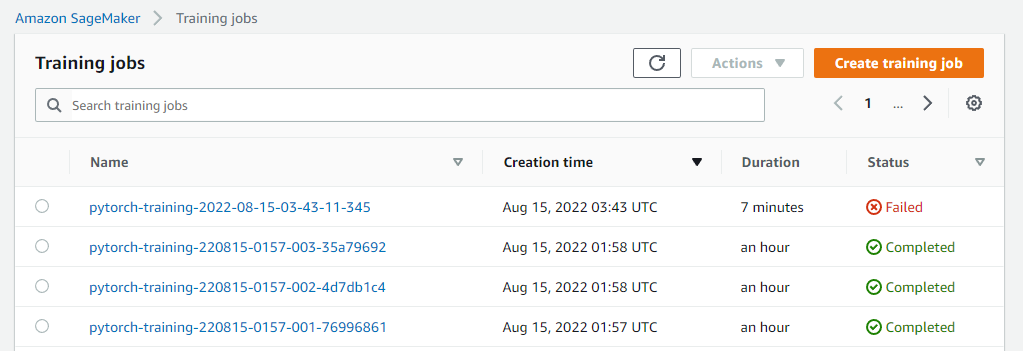 Amazon SageMaker > Training jobs
Training jobs
Actions
Create training job
Search training jobs
1 ...
Name Creation time Duration Status
pytorch-training-2022-08-15-03-43-11-345 Aug 15, 2022 03:43 UTC 7 minutes Failed
pytorch-training-220815-0157-003-35a79692 Aug 15, 2022 01:58 UTC an hour Completed
pytorch-training-220815-0157-002-4d7db1c4 Aug 15, 2022 01:58 UTC an hour Completed
pytorch-training-220815-0157-001-76996861 Aug 15, 2022 01:57 UTC an hour Completed